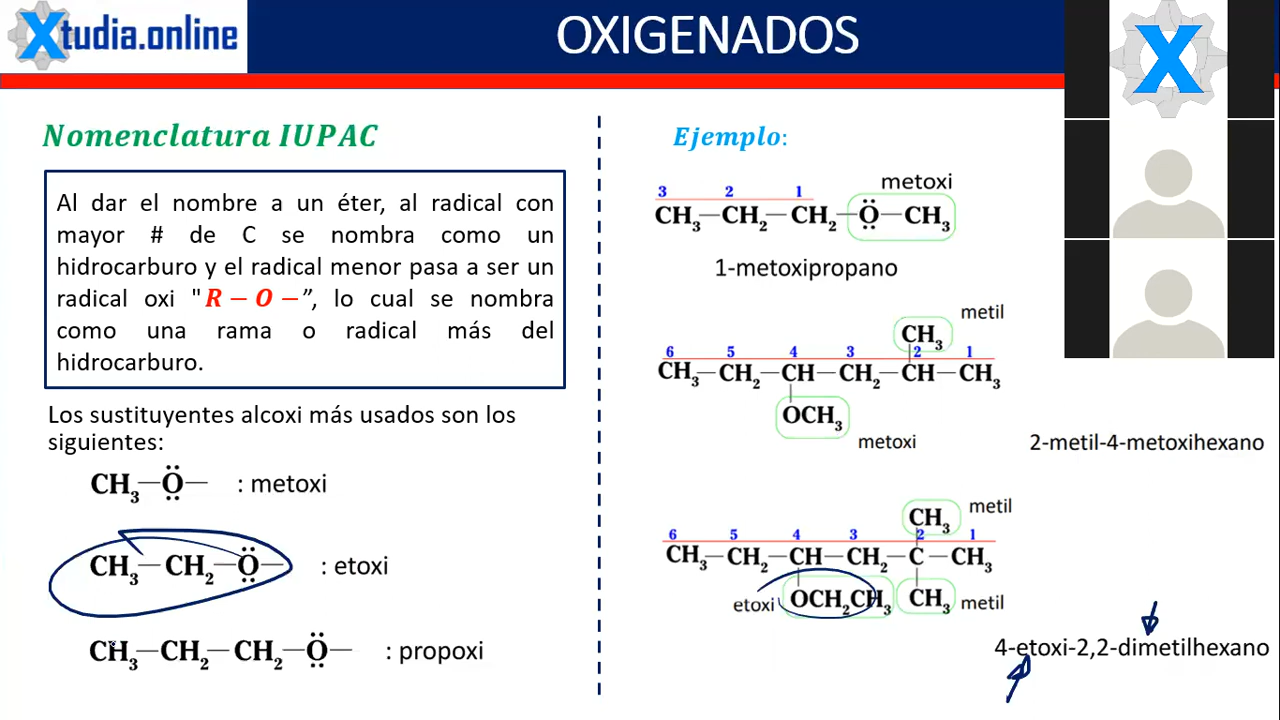 Xtudia.online
OXIGENADOS
X
Nomenclatura IUPAC
Al dar el nombre a un éter, al radical con
mayor # de C se nombra como un
hidrocarburo y el radical menor pasa a ser un
radical oxi "R − O −”, lo cual se nombra
como una rama o radical más del
hidrocarburo.
Los sustituyentes alcoxi más usados son los
siguientes:
CH₃—Ö— : metoxi
CH₃—CH₂—Ö— : etoxi
CH₃—CH₂—CH₂—Ö— : propoxi
Ejemplo:
metoxi
3 2 1
CH₃—CH₂—CH₂—Ö—CH₃
1-metoxipropano
CH₃ metil
6 5 4 3 2 1
CH₃—CH₂—CH—CH₂—CH—CH₃
OCH₃
metoxi
2-metil-4-metoxihexano
CH₃ metil
6 5 4 3 2 1
CH₃—CH₂—CH—CH₂—C—CH₃
etoxi OCH₂CH₃ CH₃ metil
4-etoxi-2,2-dimetilhexano